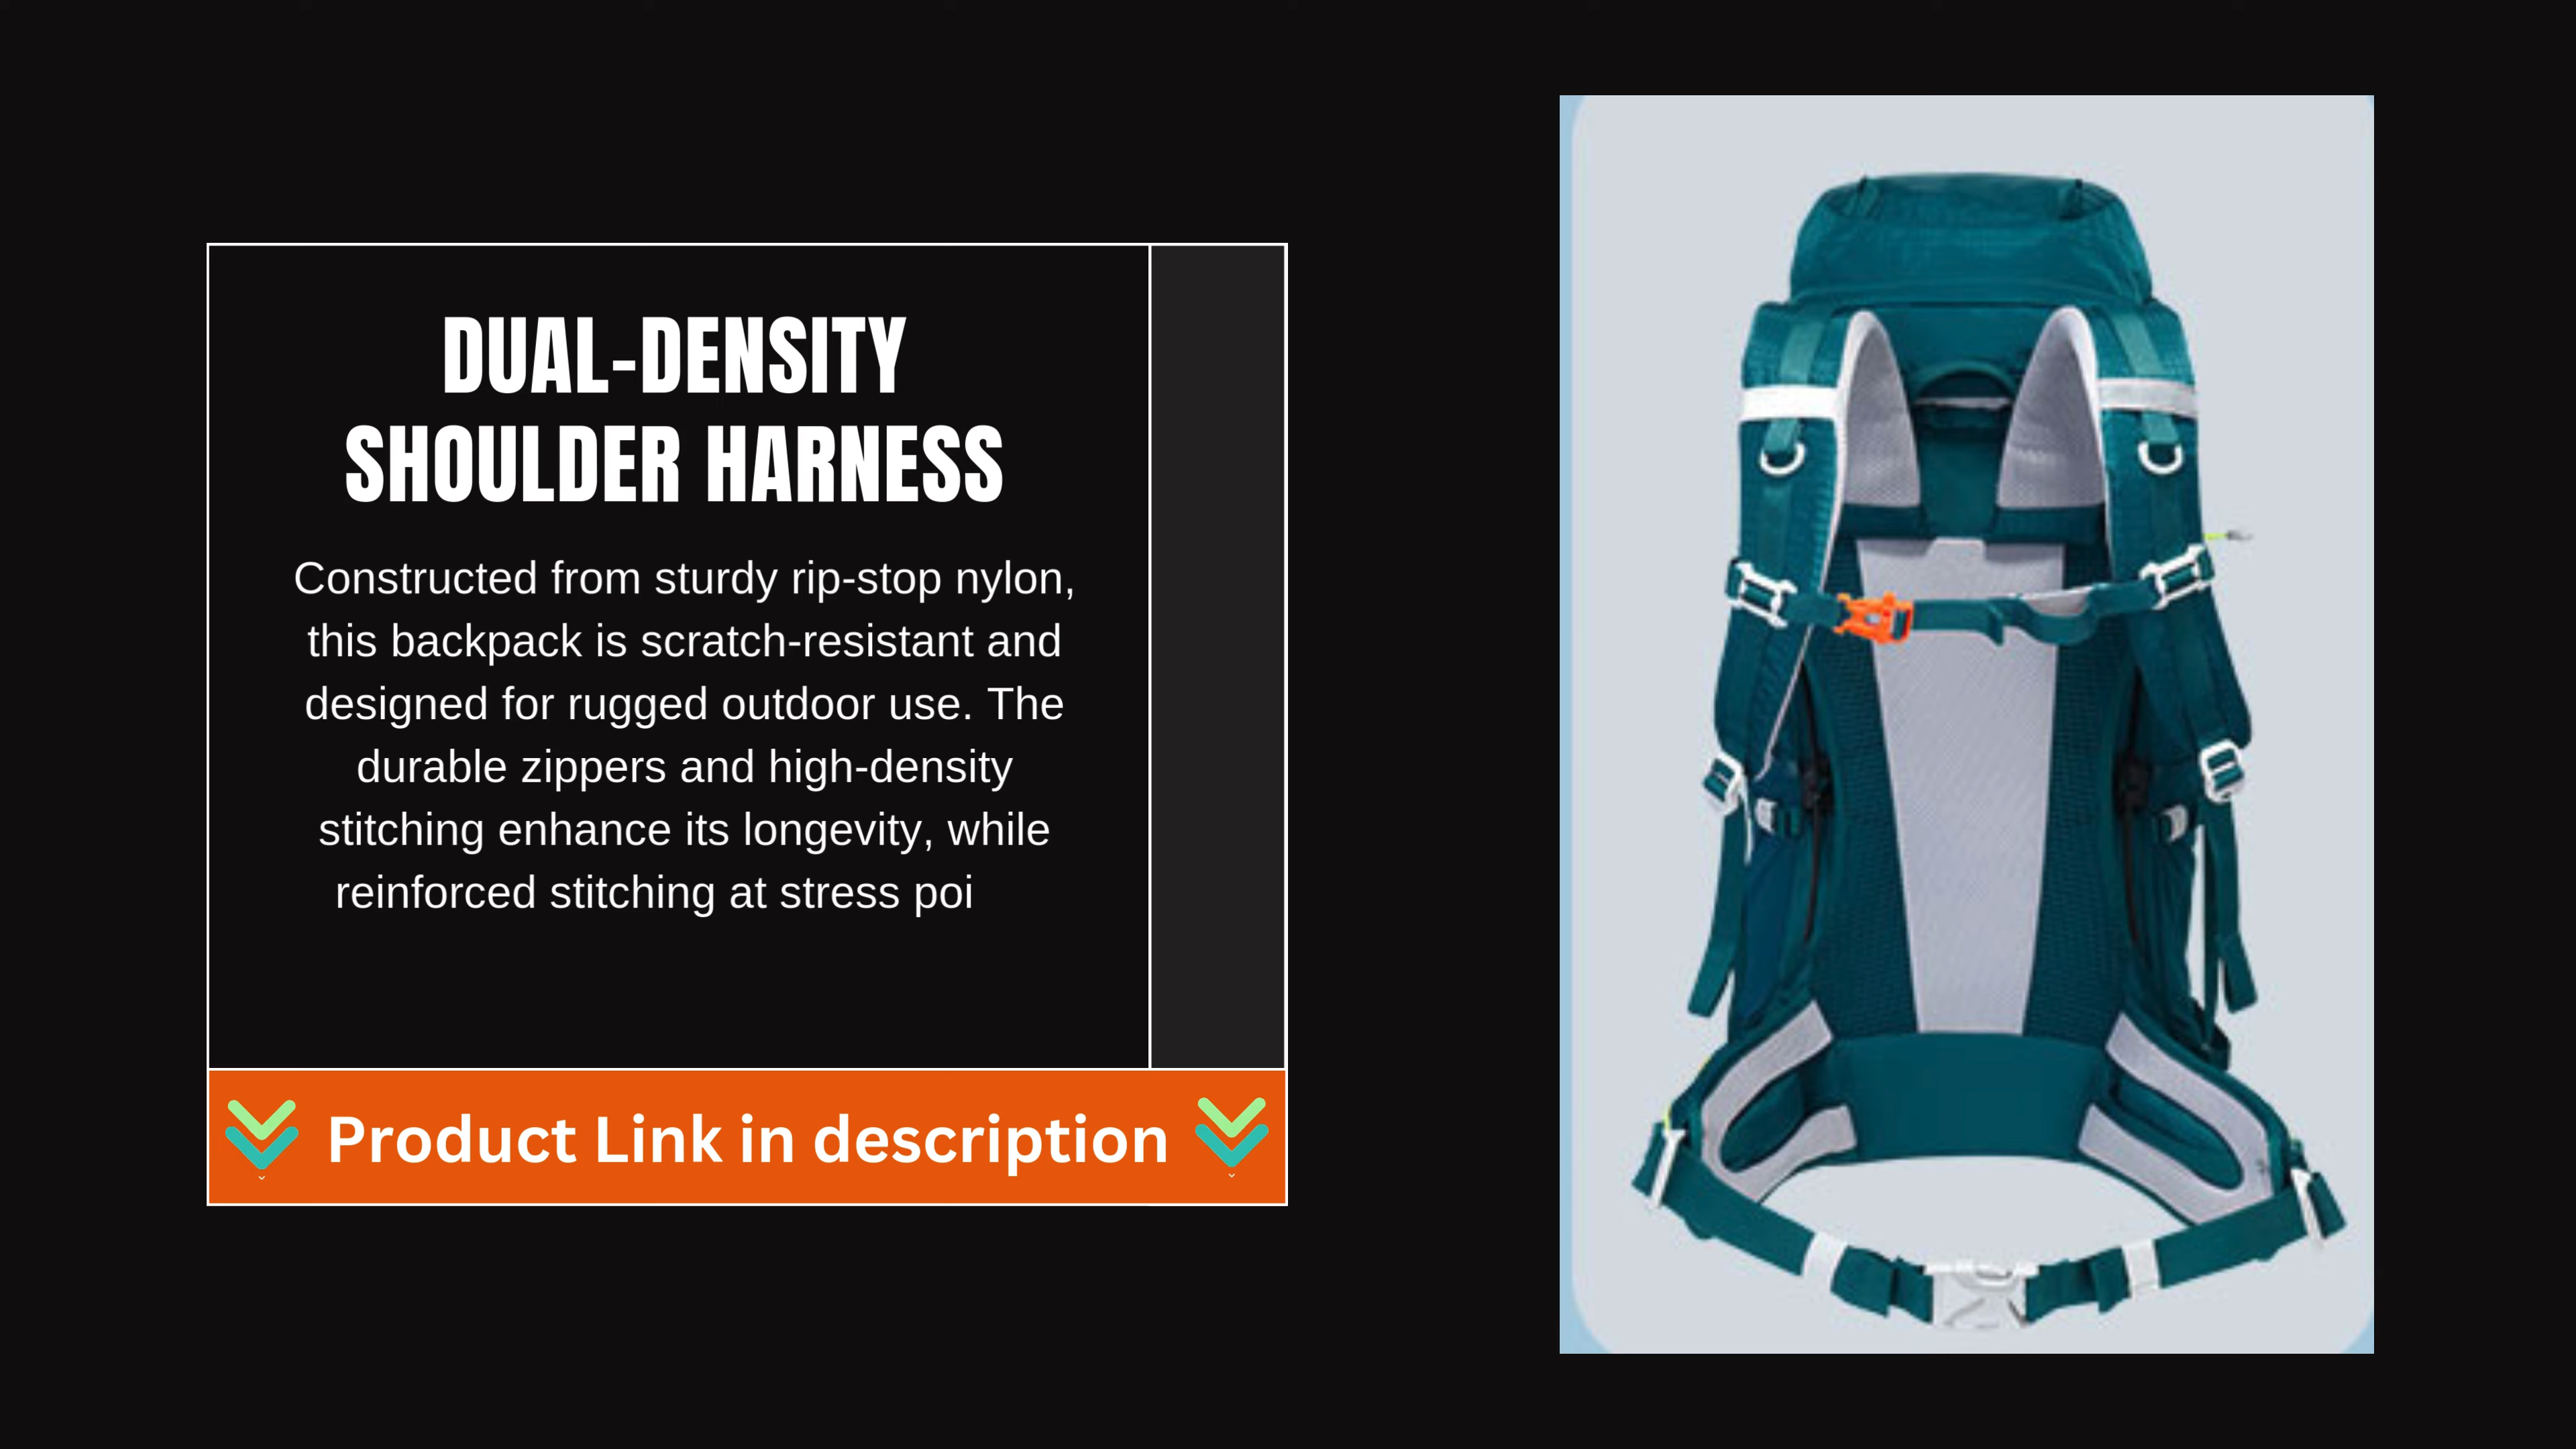 DUAL-DENSITY
SHOULDER HARNESS
Constructed from sturdy rip-stop nylon,
this backpack is scratch-resistant and
designed for rugged outdoor use. The
durable zippers and high-density
stitching enhance its longevity, while
reinforced stitching at stress poi
Product Link in description